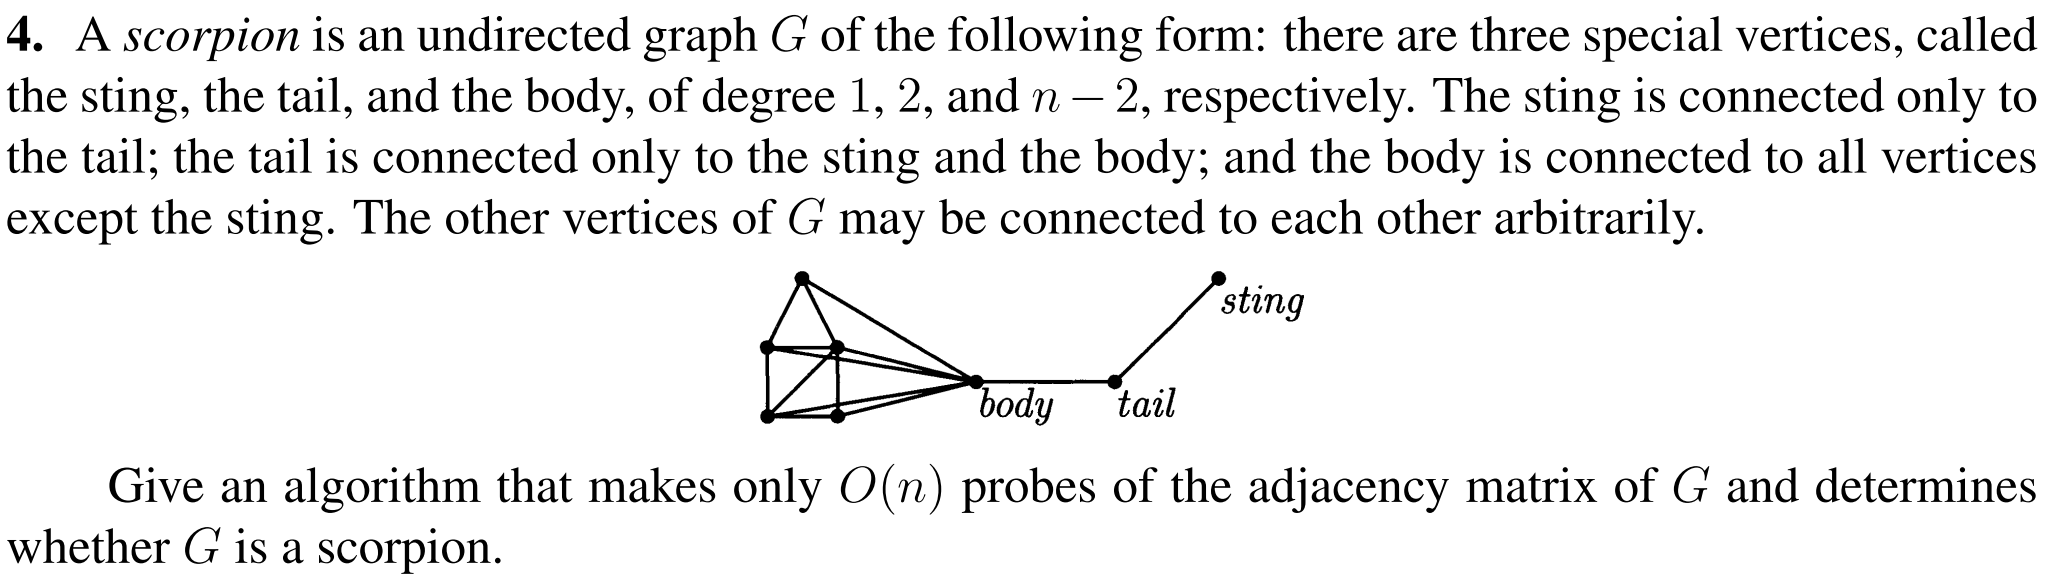 4. A scorpion is an undirected graph G of the following form: there are three special vertices, called
the sting, the tail, and the body, of degree 1, 2, and n − 2, respectively. The sting is connected only to
the tail; the tail is connected only to the sting and the body; and the body is connected to all vertices
except the sting. The other vertices of G may be connected to each other arbitrarily.
sting
body
tail
Give an algorithm that makes only O(n) probes of the adjacency matrix of G and determines
whether G is a scorpion.